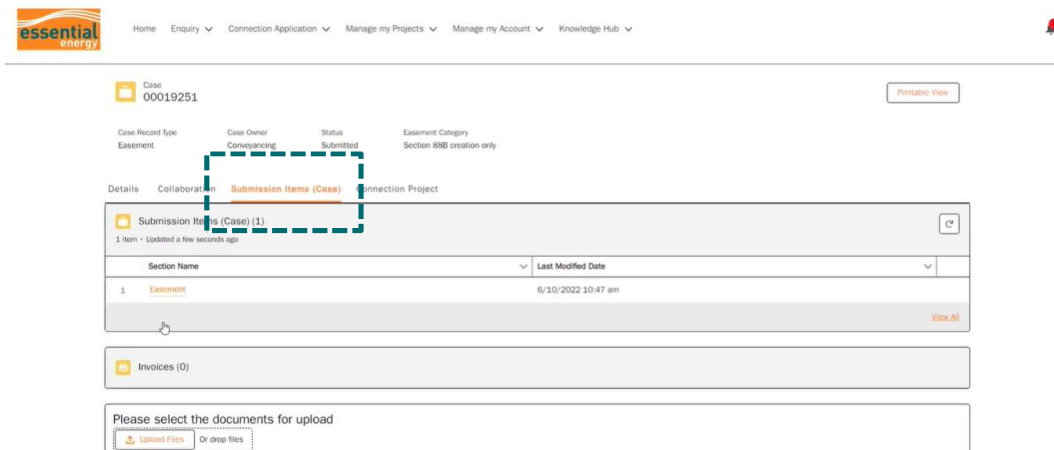 essential
energy
Home Enquiry Connection Application Manage my Projects Manage my Account Knowledge Hub
Case
00019251
Printable View
Case Record Type Case Owner Status Easement Category
Easement Conveyancing Submitted Section 88B creation only
Details Collaboration Submission Items (Case) Connection Project
Submission Items (Case) (1)
1 item • Updated a few seconds ago
Section Name Last Modified Date
1 Easement 6/10/2022 10:47 am
View All
Invoices (0)
Please select the documents for upload
Upload Files Or drop files